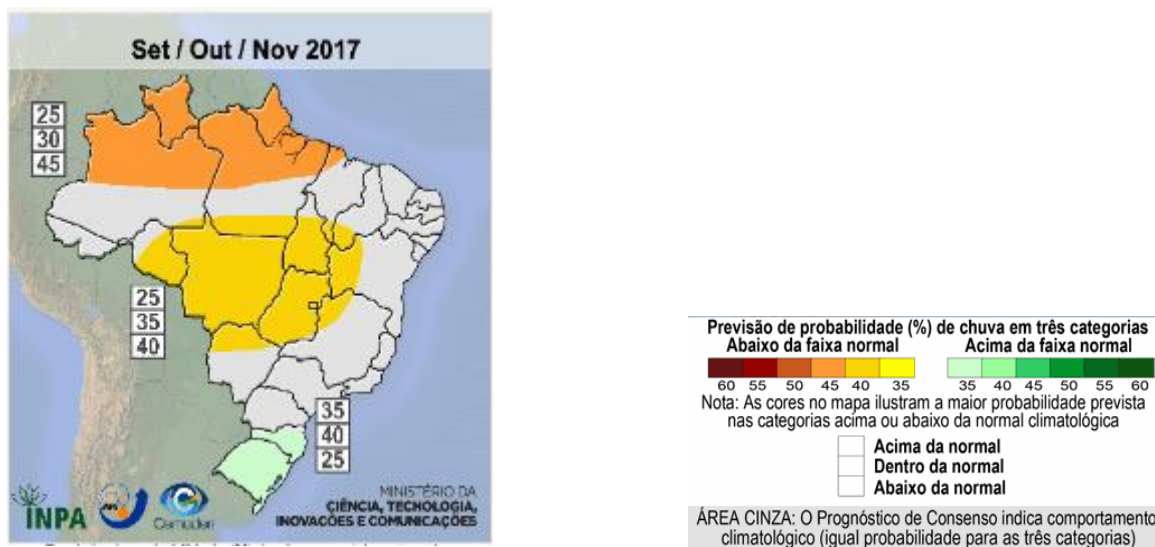 Set / Out / Nov 2017
25
30
45
25
35
40
35
40
25
INPA
Cemaden
MINISTÉRIO DA
CIÊNCIA, TECNOLOGIA,
INOVAÇÕES E COMUNICAÇÕES
Previsão de probabilidade (%) de chuva em três categorias
Abaixo da faixa normal Acima da faixa normal
60 55 50 45 40 35 35 40 45 50 55 60
Nota: As cores no mapa ilustram a maior probabilidade prevista
nas categorias acima ou abaixo da normal climatológica
Acima da normal
Dentro da normal
Abaixo da normal
ÁREA CINZA: O Prognóstico de Consenso indica comportamento
climatológico (igual probabilidade para as três categorias)